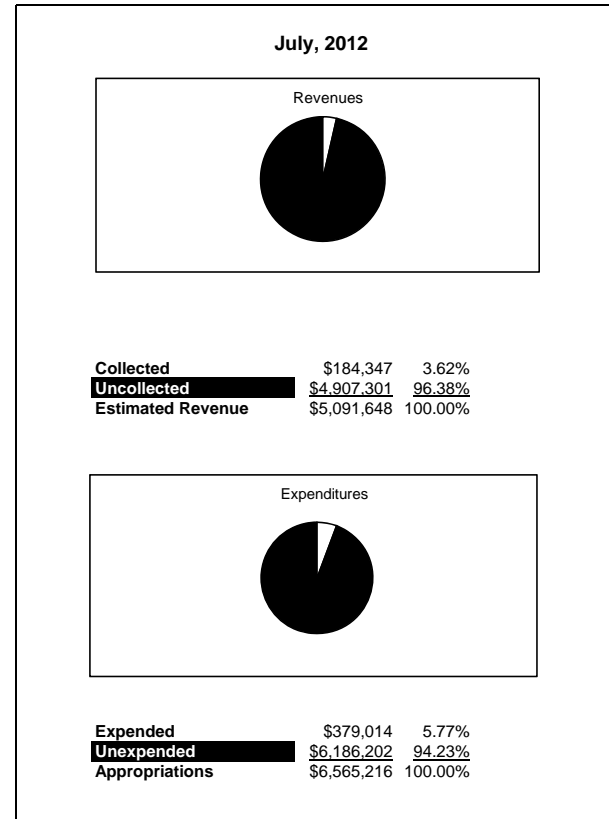 July, 2012
Revenues
Collected $184,347 3.62%
Uncollected $4,907,301 96.38%
Estimated Revenue $5,091,648 100.00%
Expenditures
Expended $379,014 5.77%
Unexpended $6,186,202 94.23%
Appropriations $6,565,216 100.00%